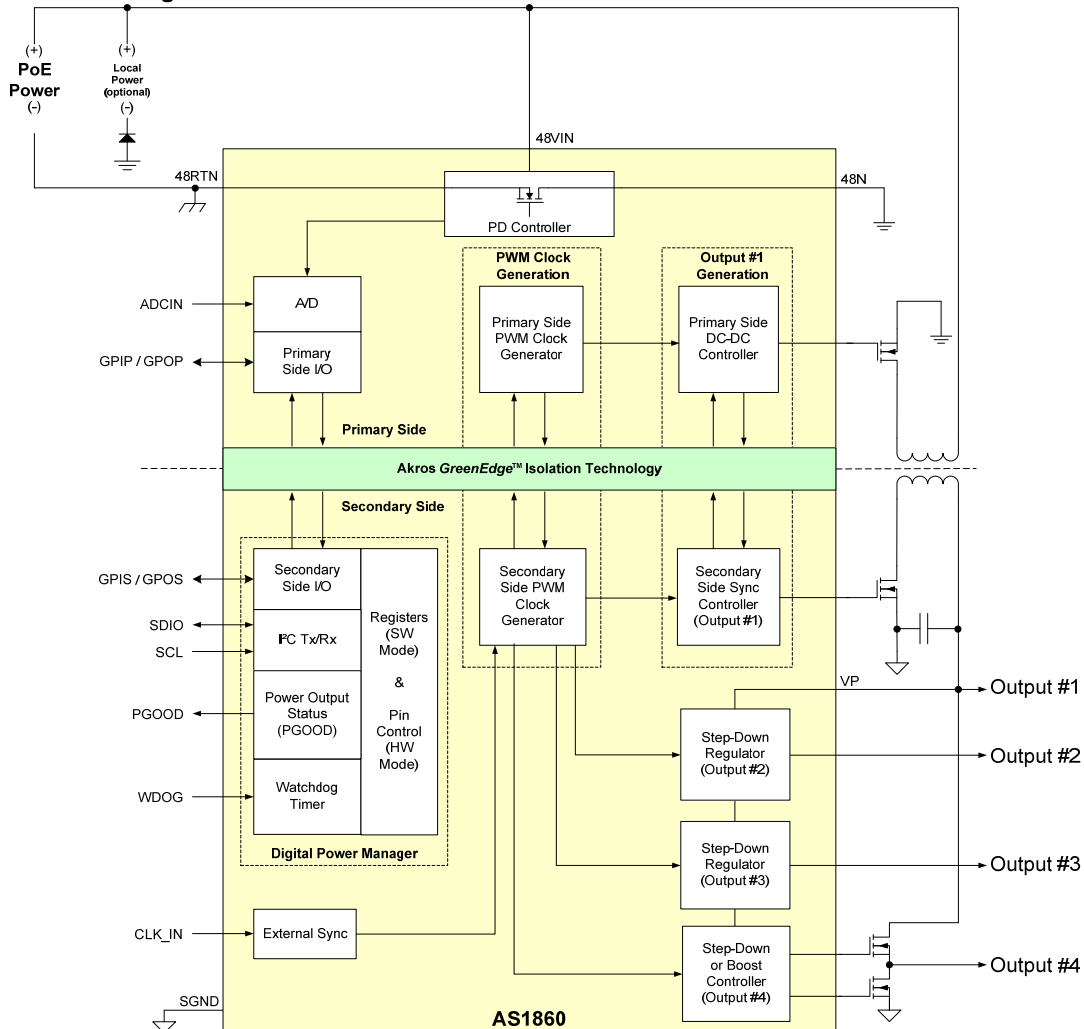 (+)
PoE
Power
(-)
(+)
Local
Power
(optional)
(-)
48VIN
48RTN
48N
PD Controller
PWM Clock
Generation
Output #1
Generation
ADCIN
A/D
Primary Side
PWM Clock
Generator
Primary Side
DC-DC
Controller
GPIP / GPOP
Primary
Side I/O
Primary Side
Akros GreenEdge™ Isolation Technology
Secondary Side
GPIS / GPOS
Secondary
Side I/O
Secondary
Side PWM
Clock
Generator
Secondary
Side Sync
Controller
(Output #1)
SDIO
SCL
I²C Tx/Rx
Registers
(SW
Mode)
&
Pin
Control
(HW
Mode)
PGOOD
Power Output
Status
(PGOOD)
WDOG
Watchdog
Timer
Digital Power Manager
VP
Output #1
Step-Down
Regulator
(Output #2)
Output #2
Step-Down
Regulator
(Output #3)
Output #3
CLK_IN
External Sync
Step-Down
or Boost
Controller
(Output #4)
Output #4
SGND
AS1860